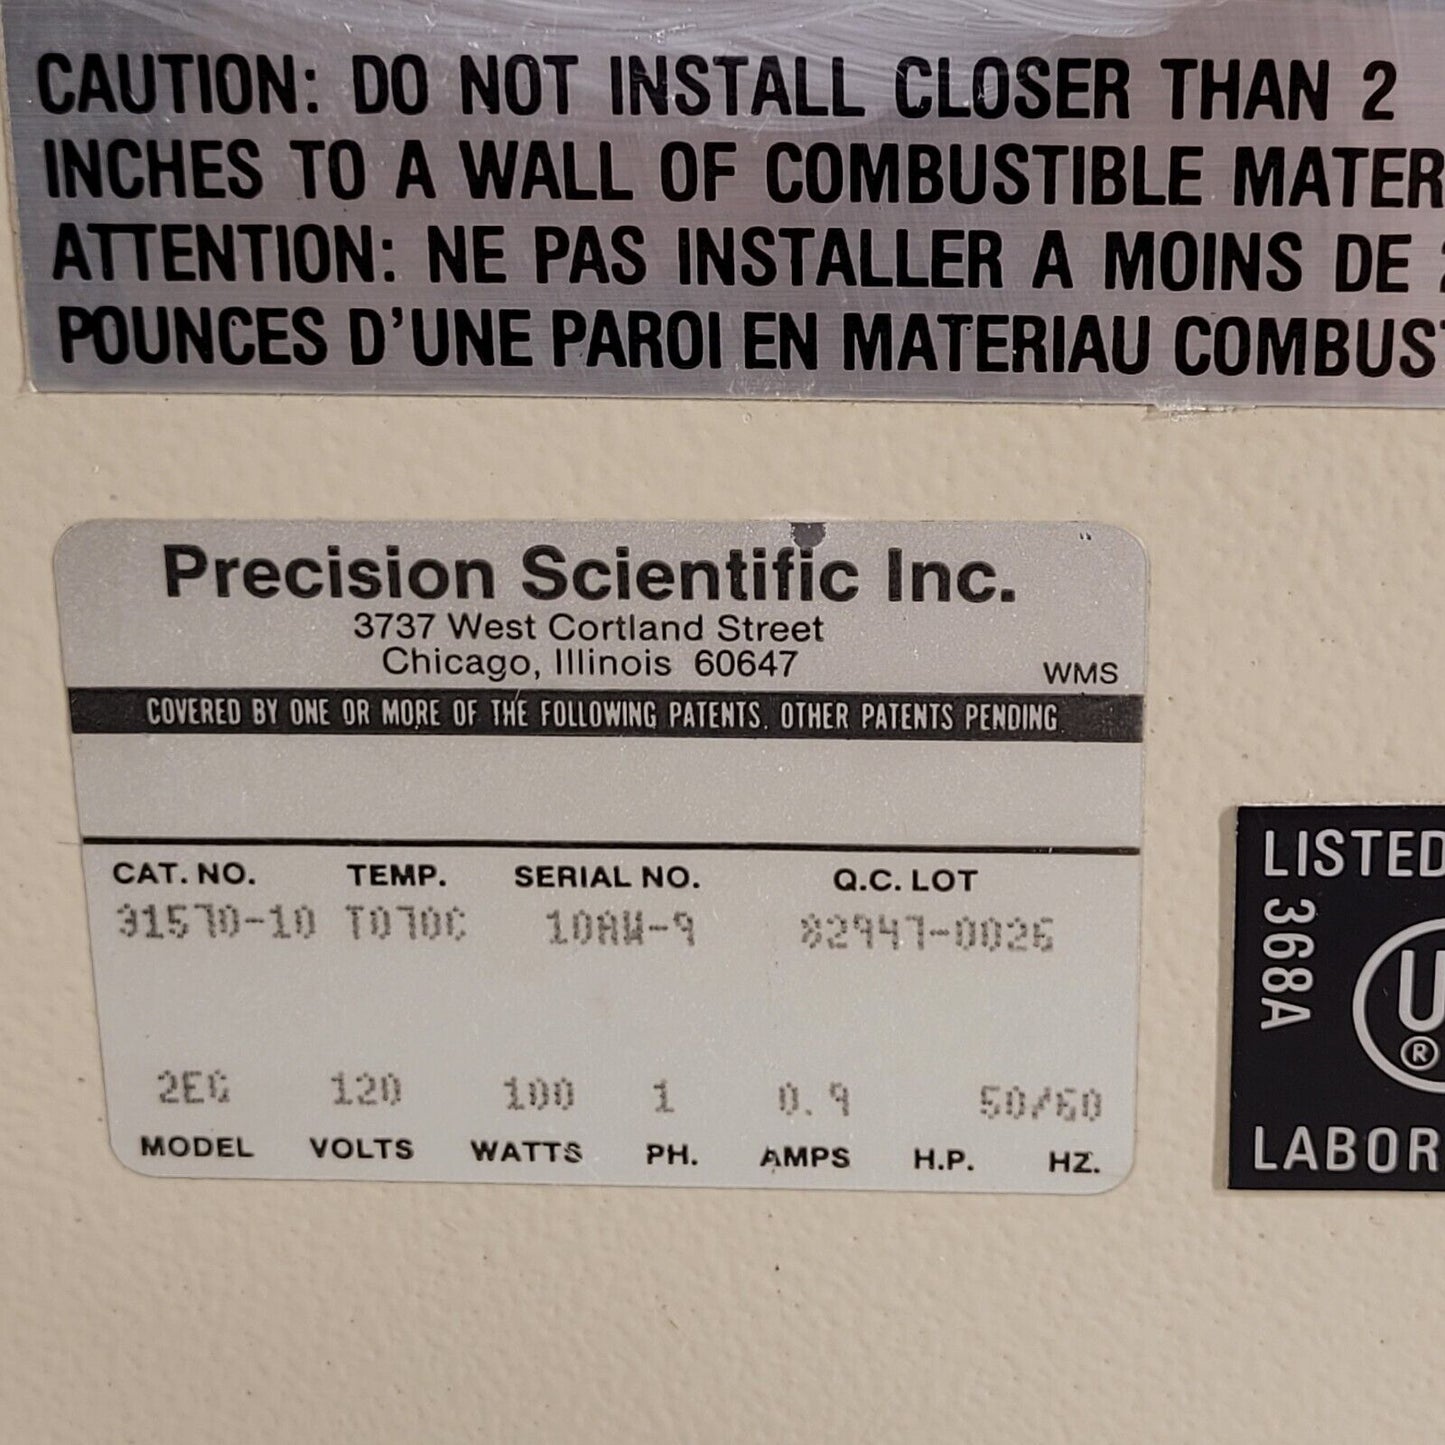 CAUTION: DO NOT INSTALL CLOSER THAN 2
INCHES TO A WALL OF COMBUSTIBLE MATER
ATTENTION: NE PAS INSTALLER A MOINS DE 2
POUNCES D'UNE PAROI EN MATERIAU COMBUST
Precision Scientific Inc.
3737 West Cortland Street
Chicago, Illinois 60647
WMS
COVERED BY ONE OR MORE OF THE FOLLOWING PATENTS. OTHER PATENTS PENDING
CAT. NO. TEMP. SERIAL NO. Q.C. LOT
31570-10 T070C 10AW-9 82947-0026
2EG 120 100 1 0.9 50/60
MODEL VOLTS WATTS PH. AMPS H.P. HZ.
LISTED
368A
U
®
LABOR